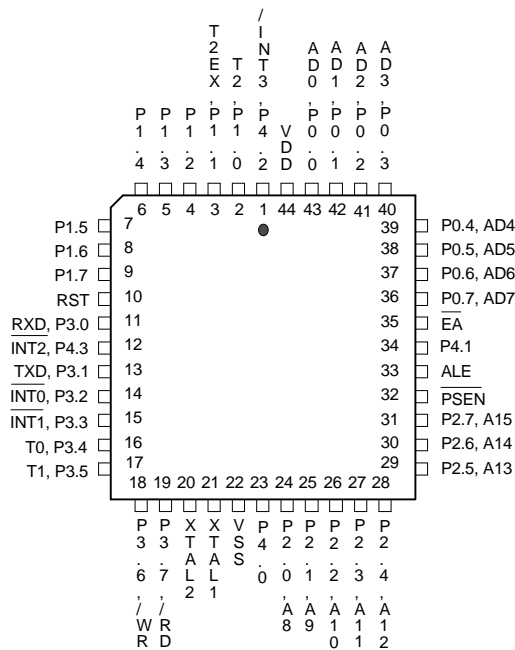 P1.4
P1.3
P1.2
T2EX,P1.1
T2,P1.0
/INT3,P4.2
VDD
AD0,P0.0
AD1,P0.1
AD2,P0.2
AD3,P0.3
6
5
4
3
2
1
44
43
42
41
40
P1.5 7
P1.6 8
P1.7 9
RST 10
RXD, P3.0 11
INT2, P4.3 12
TXD, P3.1 13
INT0, P3.2 14
INT1, P3.3 15
T0, P3.4 16
T1, P3.5 17
39 P0.4, AD4
38 P0.5, AD5
37 P0.6, AD6
36 P0.7, AD7
35 EA
34 P4.1
33 ALE
32 PSEN
31 P2.7, A15
30 P2.6, A14
29 P2.5, A13
18
19
20
21
22
23
24
25
26
27
28
P3.6,/WR
P3.7,/RD
XTAL2
XTAL1
VSS
P4.0
P2.0,A8
P2.1,A9
P2.2,A10
P2.3,A11
P2.4,A12